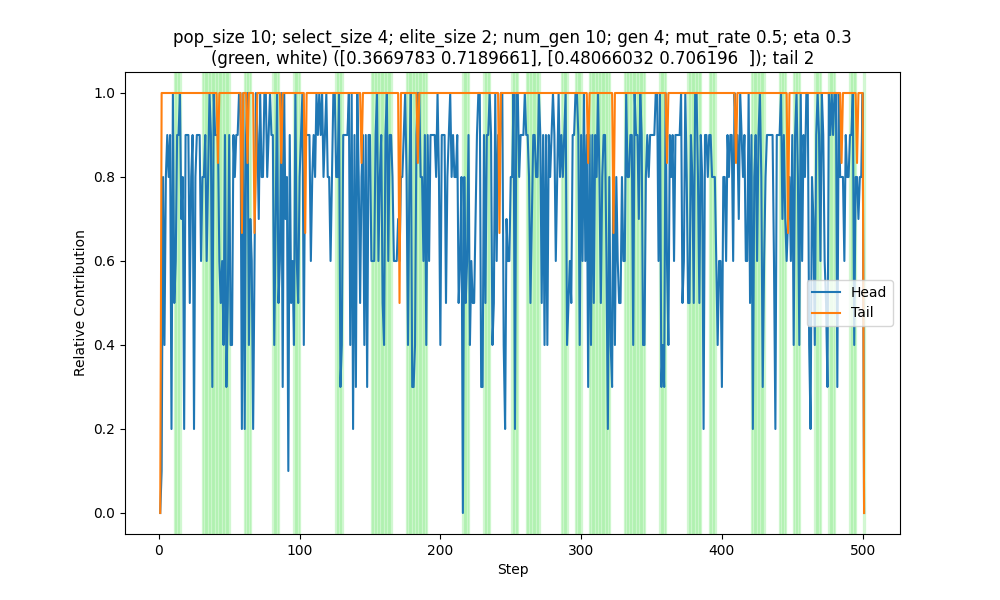 pop_size 10; select_size 4; elite_size 2; num_gen 10; gen 4; mut_rate 0.5; eta 0.3
(green, white) ([0.3669783 0.7189661], [0.48066032 0.706196  ]); tail 2
1.0
0.8
0.6
0.4
0.2
0.0
Relative Contribution
Head
Tail
0
100
200
300
400
500
Step